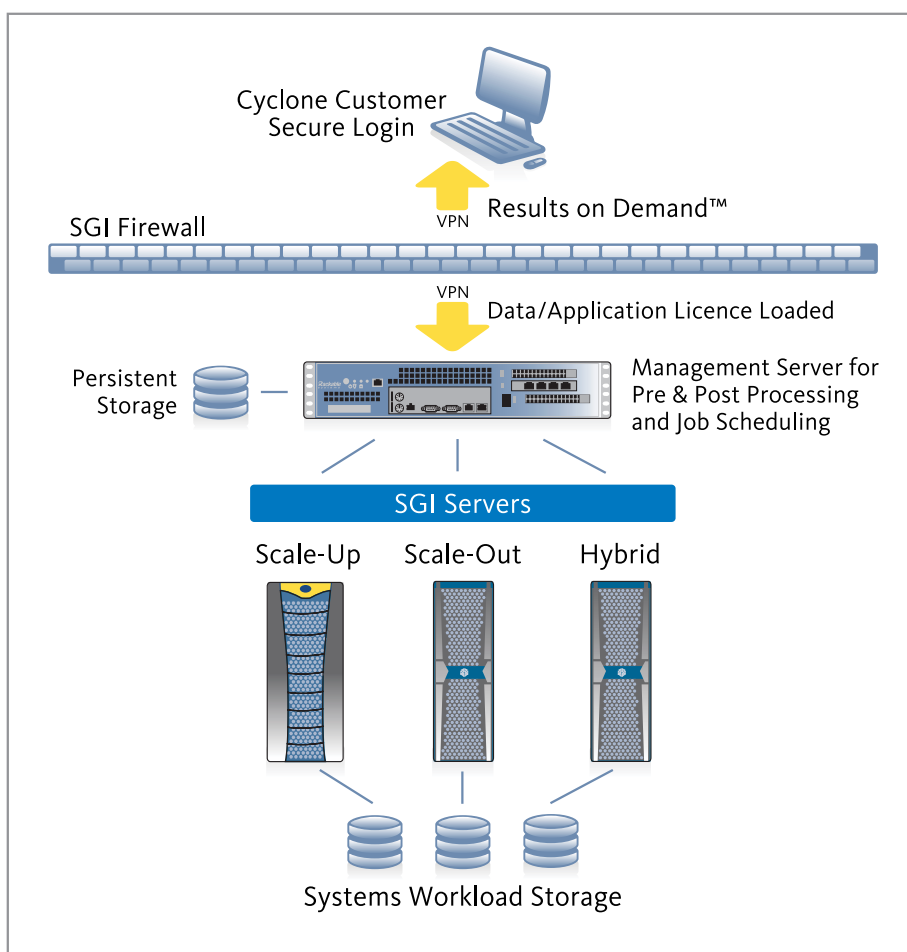 Cyclone Customer
Secure Login
VPN
Results on Demand™
SGI Firewall
VPN
Data/Application Licence Loaded
Persistent
Storage
Management Server for
Pre & Post Processing
and Job Scheduling
SGI Servers
Scale-Up
Scale-Out
Hybrid
Systems Workload Storage